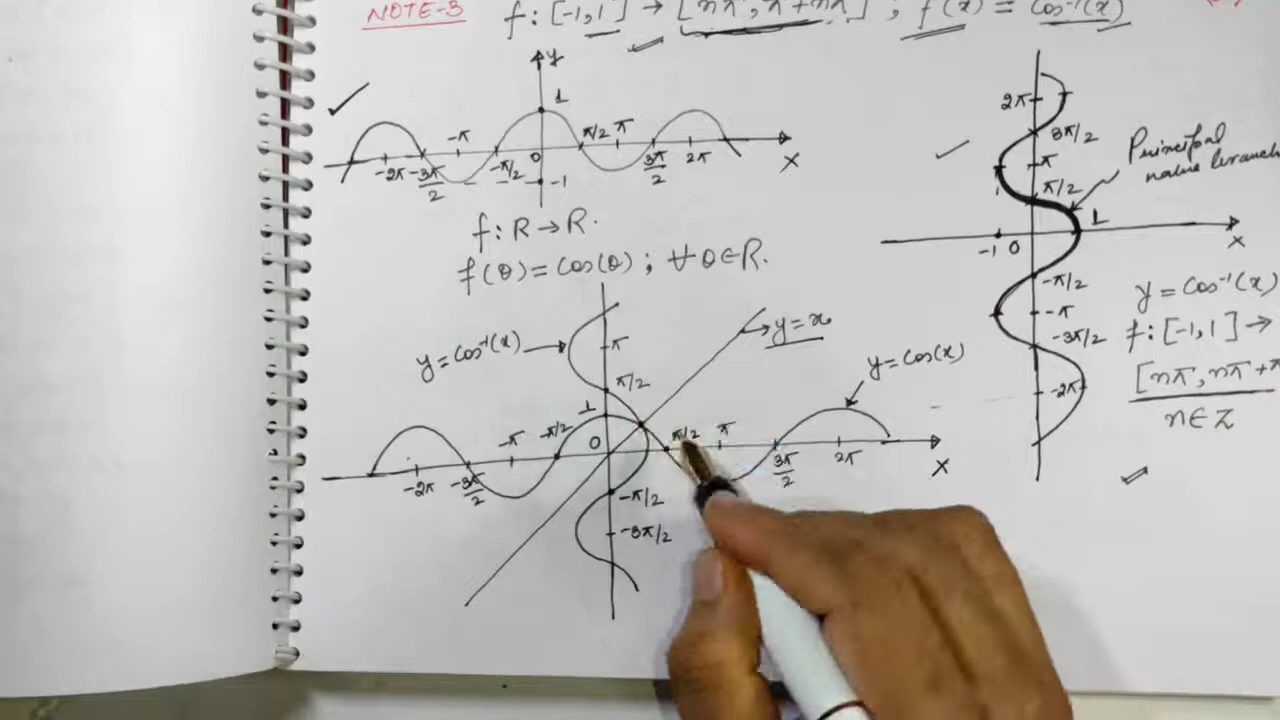 NOTE-3 f: [-1,1] → [nπ, π+nπ] ; f(x) = Cos⁻¹(x)
y
1
-2π -3π/2 -π -π/2 0 π/2 π 3π/2 2π X
-1
f: R→R.
f(θ) = Cos(θ) ; ∀ θ∈R.
y = Cos⁻¹(x) → π
→ y = x
y = Cos(x)
π/2
1
-2π -3π/2 -π -π/2 0 π/2 π 3π/2 2π X
-π/2
-3π/2
2π
3π/2
π
π/2
Principal
value branch
1
-1 0 X
-π/2
-π
-3π/2
-2π
y = Cos⁻¹(x)
f: [-1,1] →
[nπ, nπ+π
n∈Z